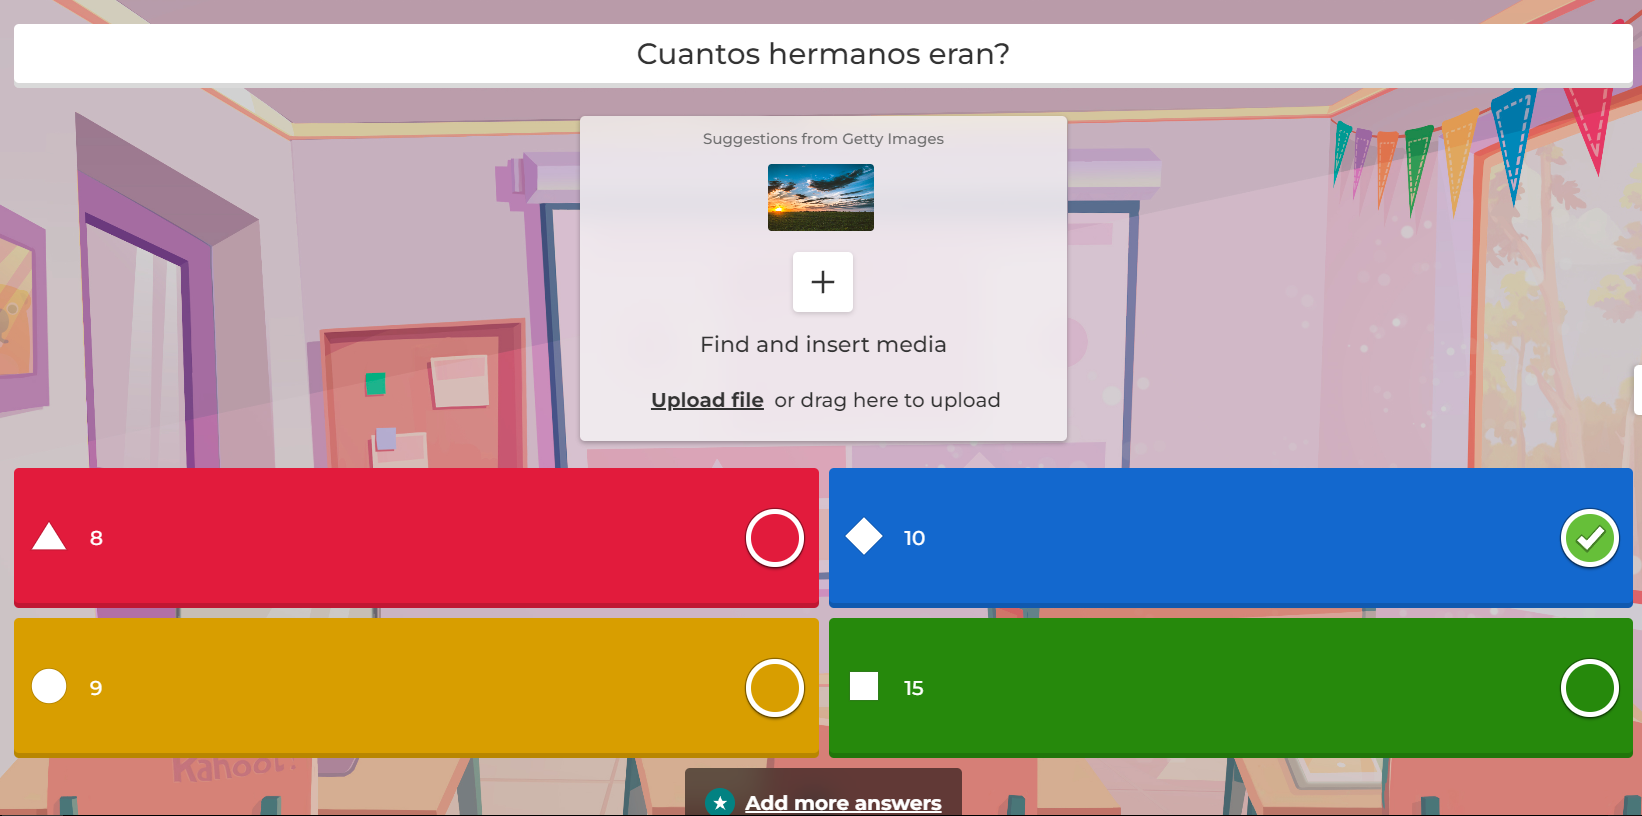 Cuantos hermanos eran?
Suggestions from Getty Images
Find and insert media
Upload file or drag here to upload
8
10
9
15
Kahoot!
Add more answers